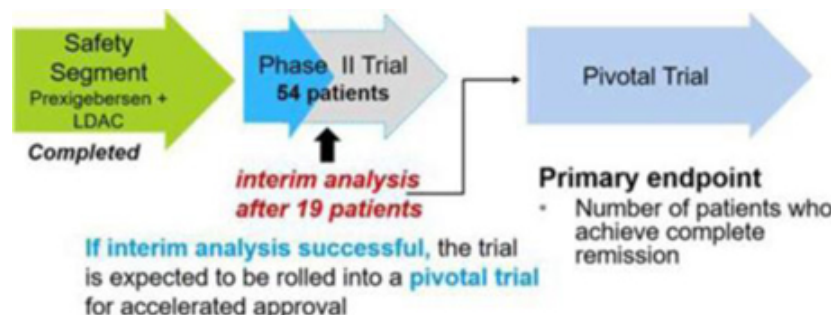 Safety
Segment
Prexigebersen +
LDAC
Completed
Phase II Trial
54 patients
interim analysis
after 19 patients
If interim analysis successful, the trial
is expected to be rolled into a pivotal trial
for accelerated approval
Pivotal Trial
Primary endpoint
• Number of patients who
achieve complete
remission